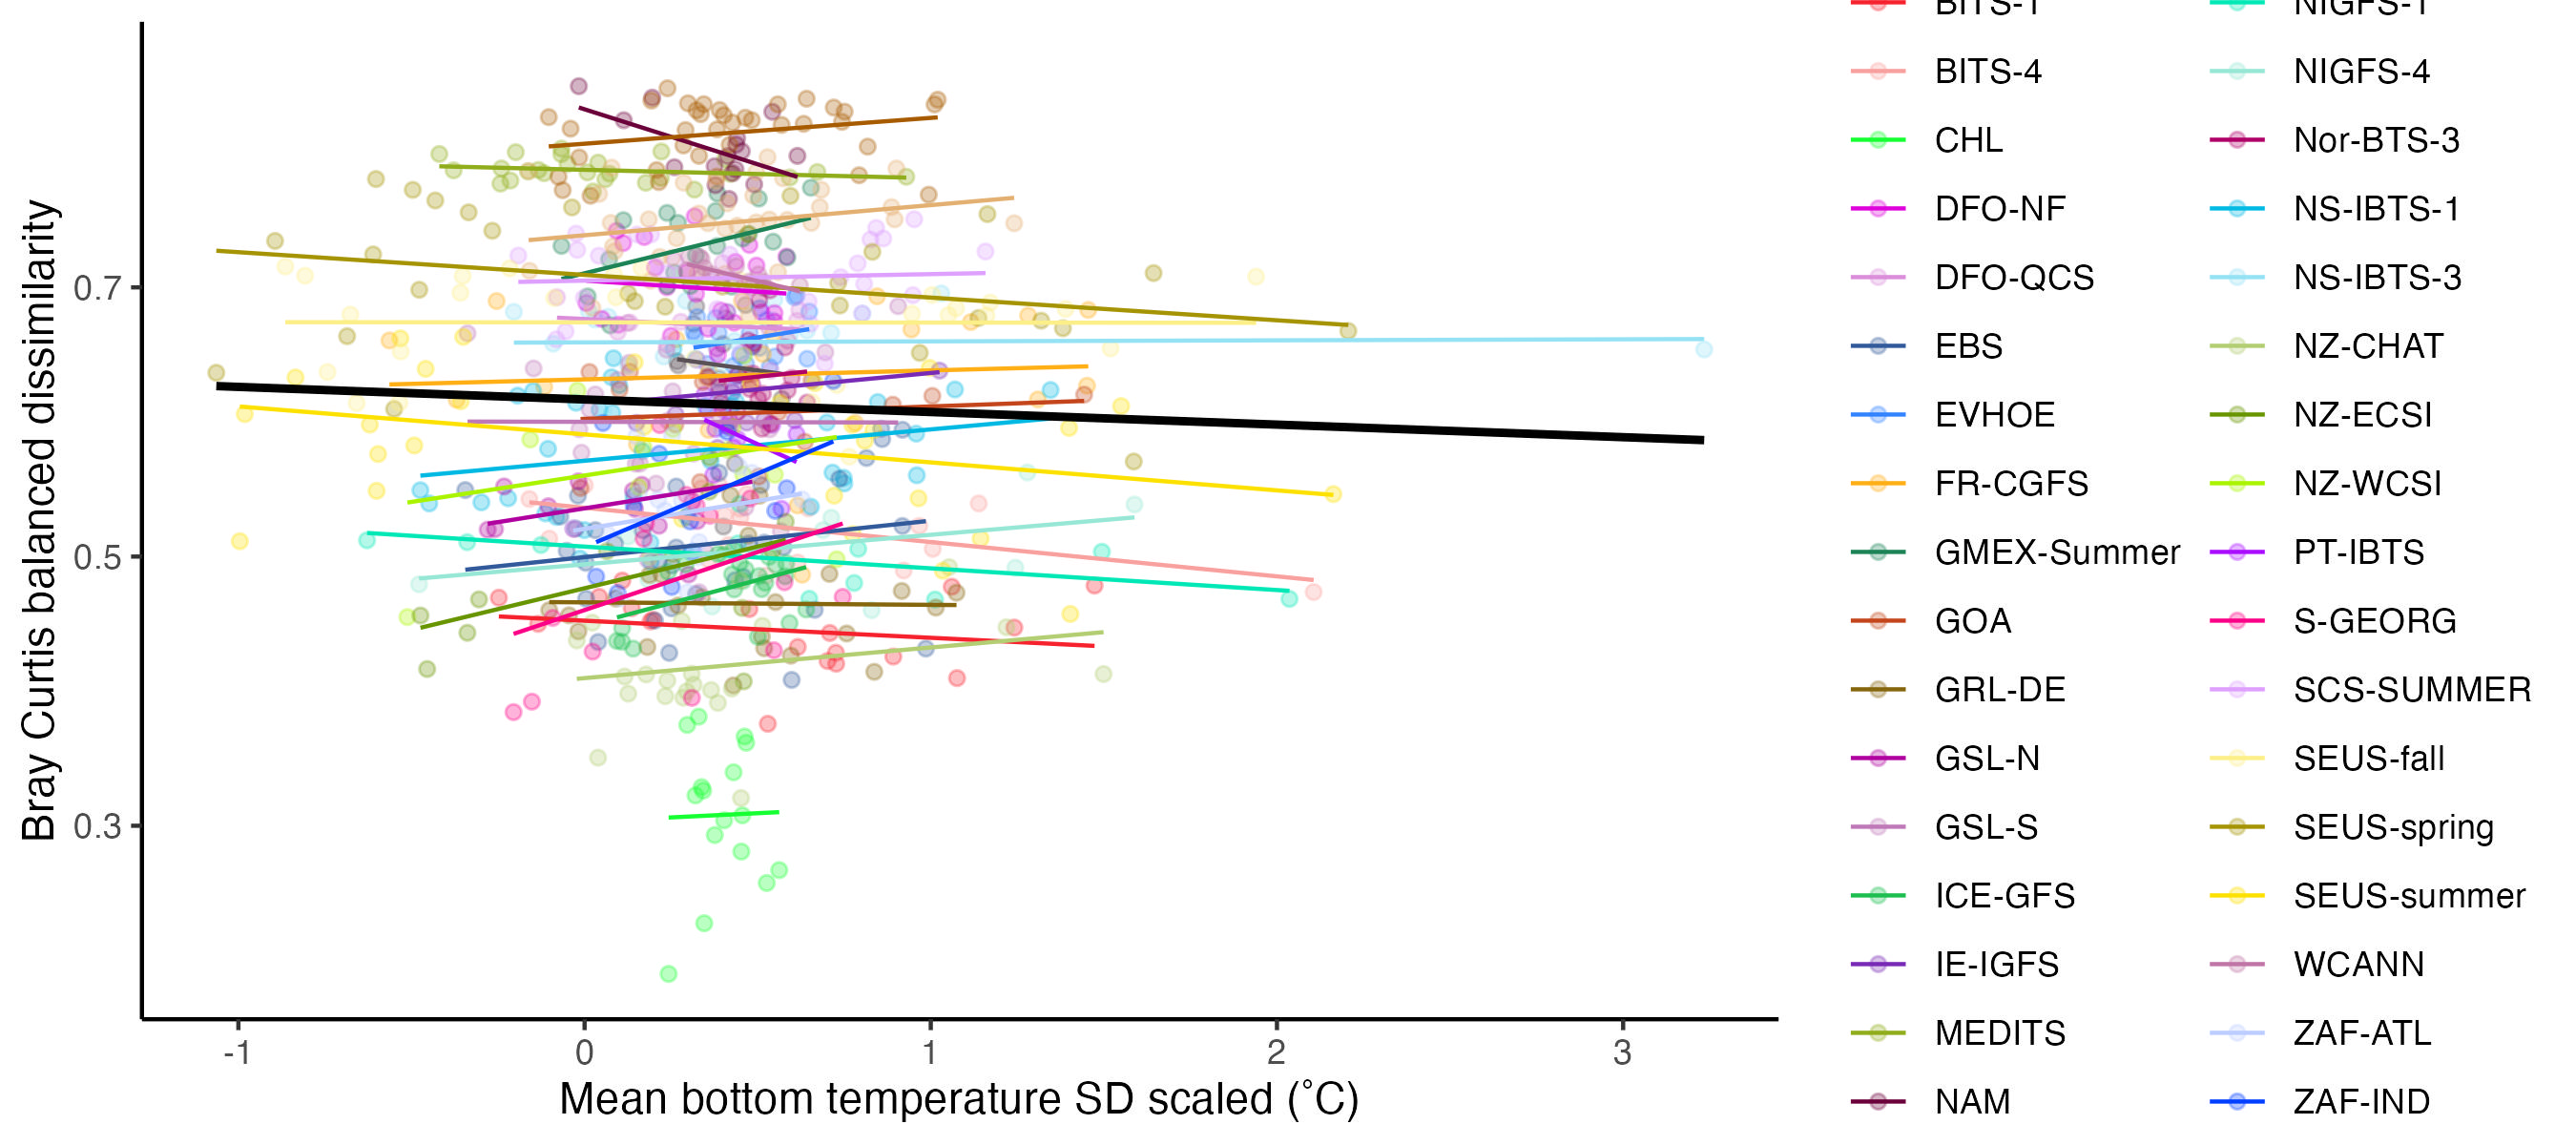 Bray Curtis balanced dissimilarity
0.7
0.5
0.3
-1
0
1
2
3
Mean bottom temperature SD scaled (°C)
BITS-1
BITS-4
CHL
DFO-NF
DFO-QCS
EBS
EVHOE
FR-CGFS
GMEX-Summer
GOA
GRL-DE
GSL-N
GSL-S
ICE-GFS
IE-IGFS
MEDITS
NAM
NIGFS-1
NIGFS-4
Nor-BTS-3
NS-IBTS-1
NS-IBTS-3
NZ-CHAT
NZ-ECSI
NZ-WCSI
PT-IBTS
S-GEORG
SCS-SUMMER
SEUS-fall
SEUS-spring
SEUS-summer
WCANN
ZAF-ATL
ZAF-IND